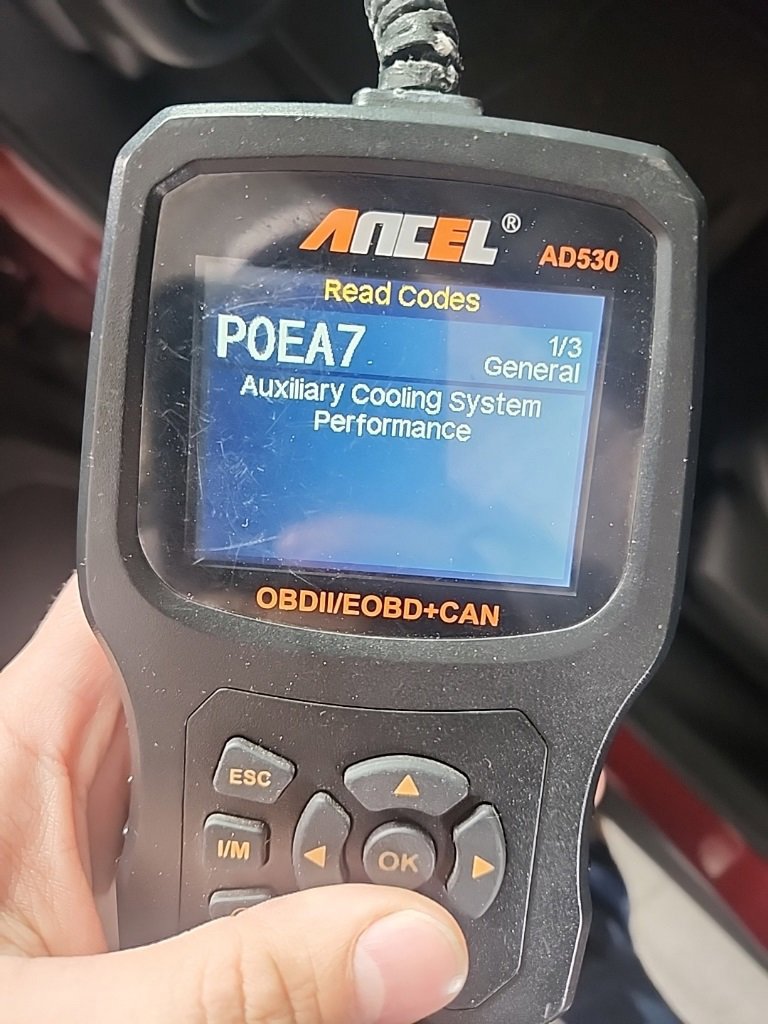 ANCEL®
AD530
Read Codes
P0EA7
1/3
General
Auxiliary Cooling System
Performance
OBDII/EOBD+CAN
ESC
I/M
OK